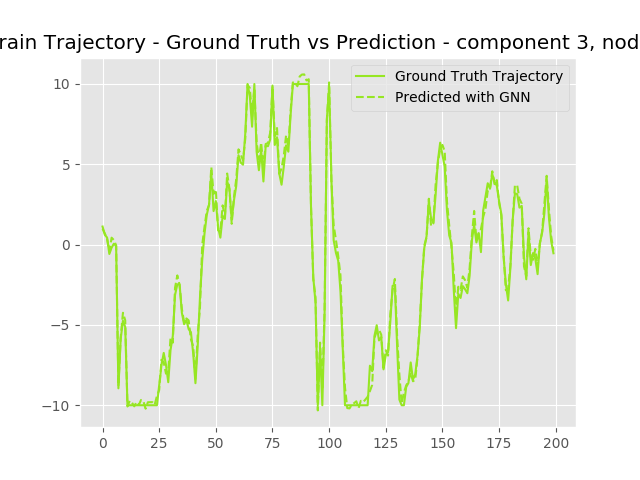 rain Trajectory - Ground Truth vs Prediction - component 3, nod
Ground Truth Trajectory
Predicted with GNN
10
5
0
−5
−10
0 25 50 75 100 125 150 175 200